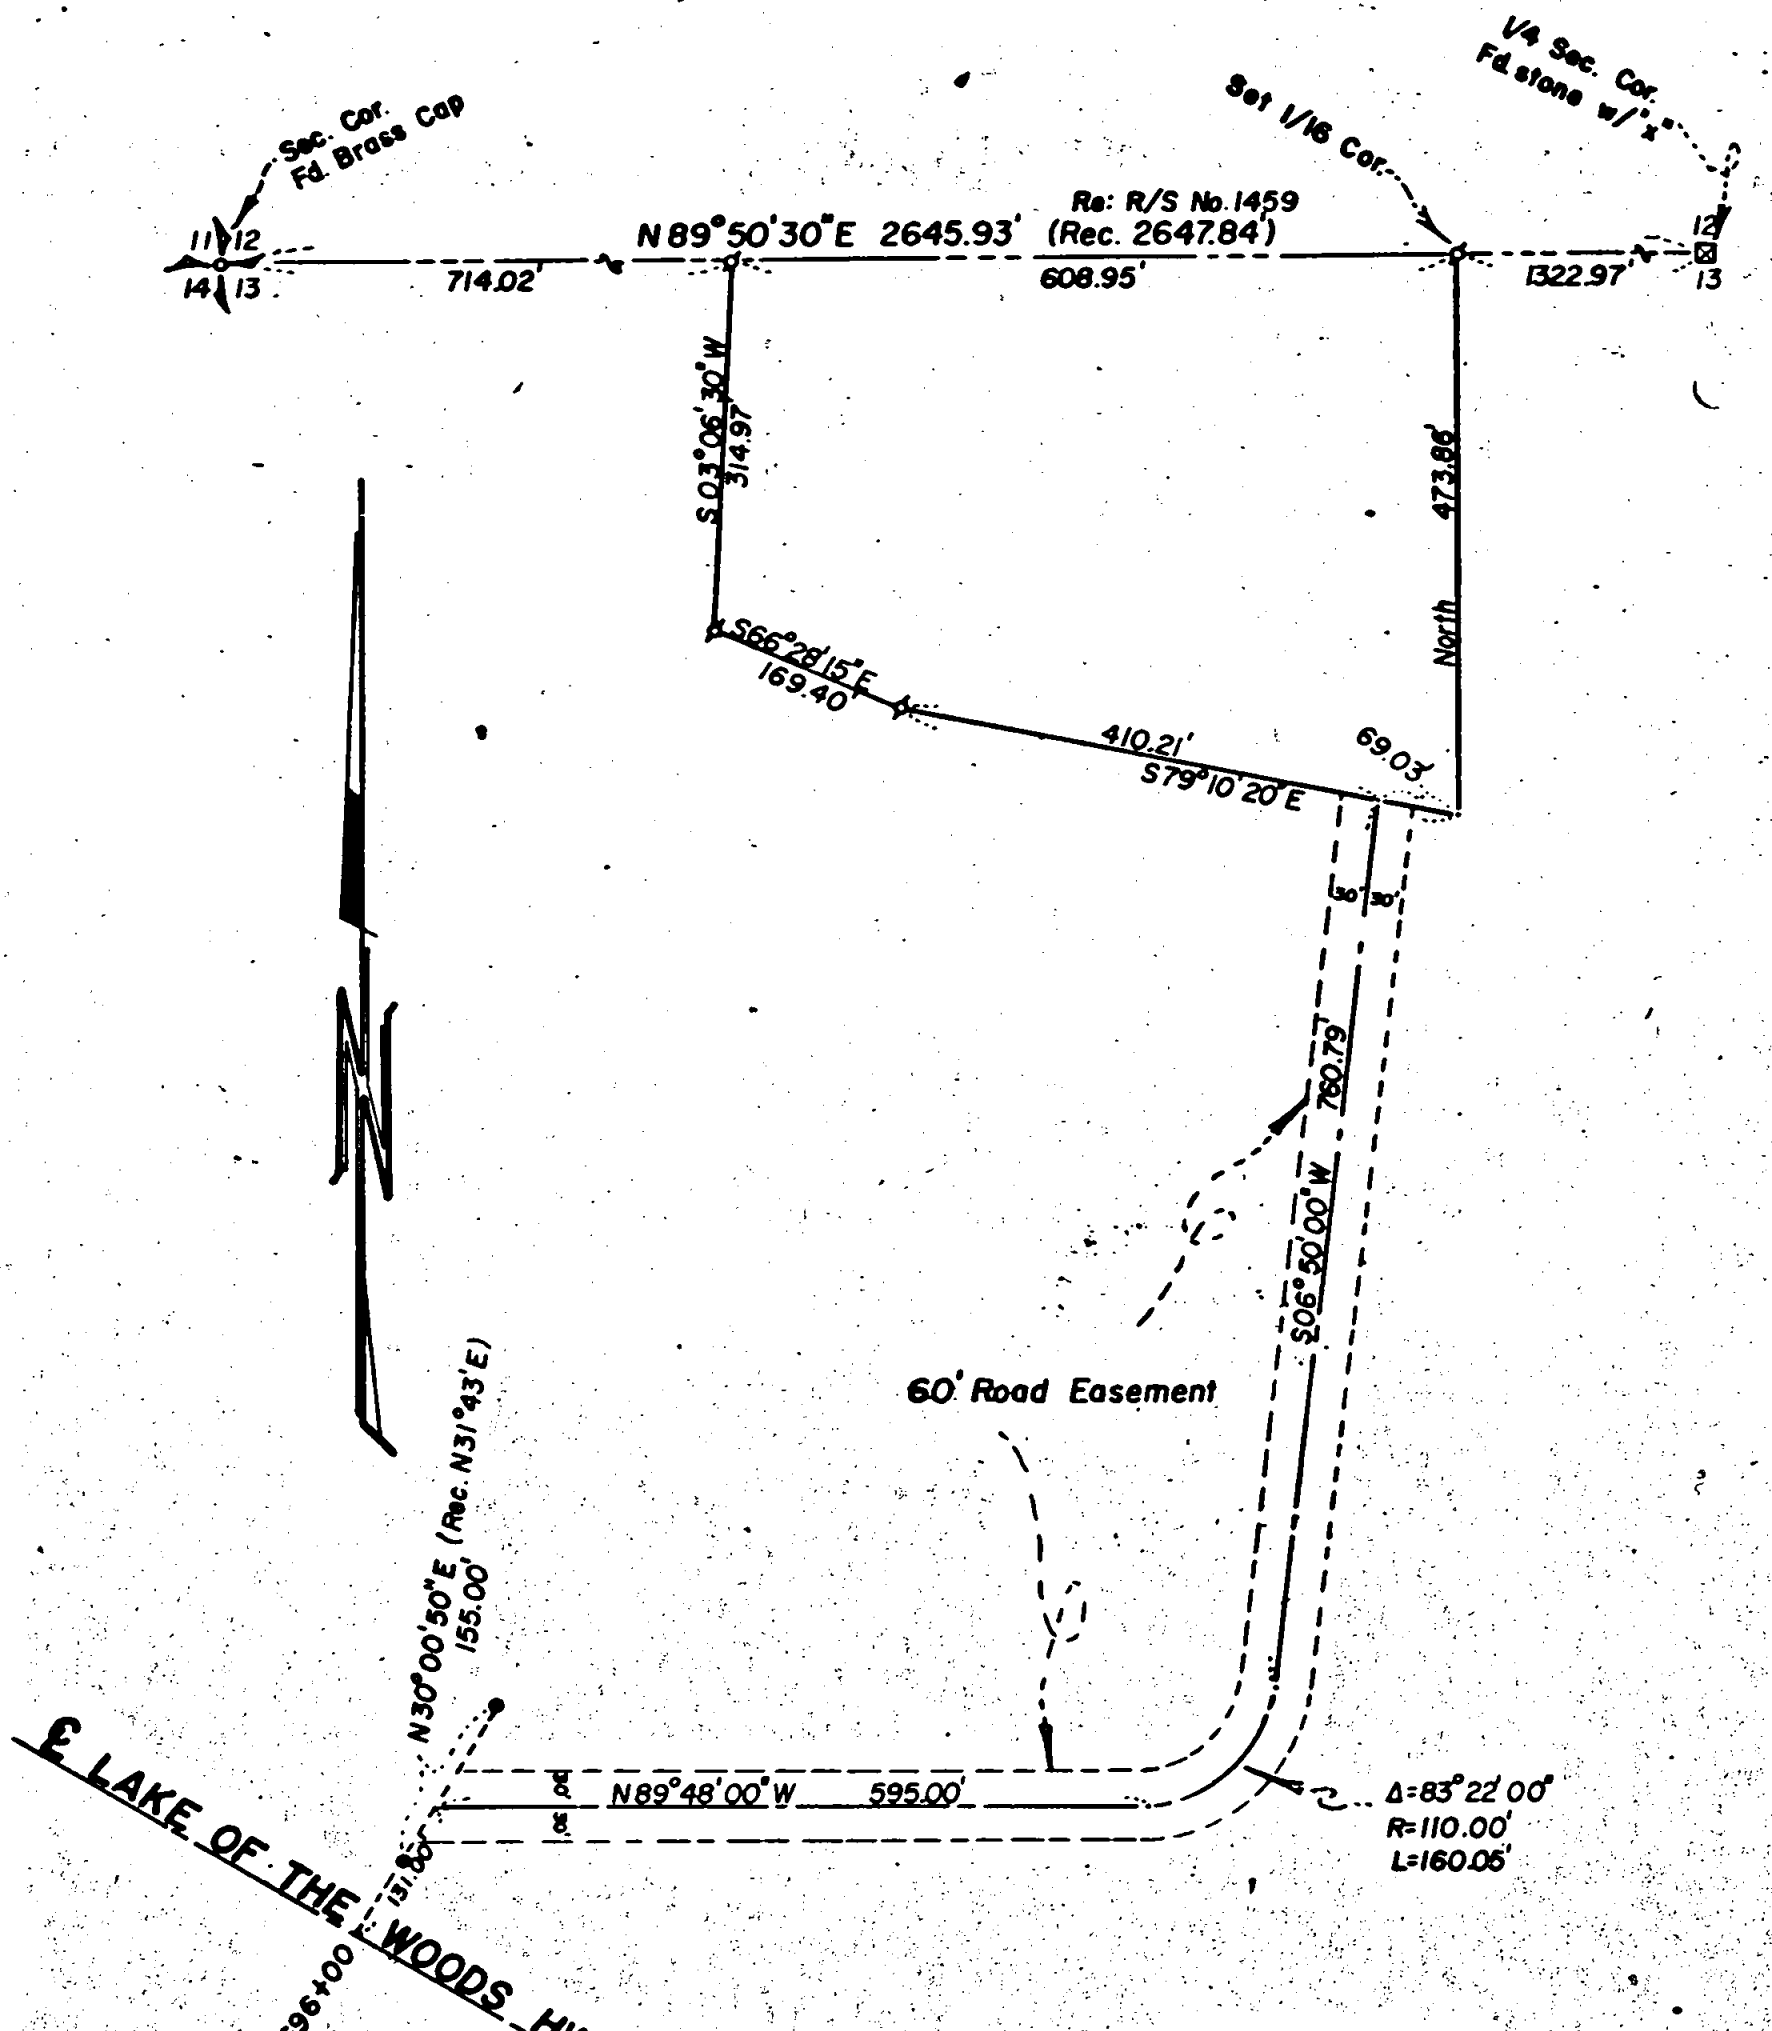 1/4 Sec. Cor.
Fd. stone w/"x"
Set 1/16 Cor.
Sec. Cor.
Fd. Brass Cap
Re: R/S No. 1459
N 89° 50' 30" E 2645.93' (Rec. 2647.84')
11 12
14 13
714.02'
608.95'
1322.97'
12
13
S 03° 06' 30" W
314.97'
473.86'
North
S66° 28' 15" E
169.40'
410.21'
S 79° 10' 20" E
69.03'
30' 30'
760.79'
S06° 50' 00" W
N
60' Road Easement
N30° 00' 50" E (Rec. N31° 43' E)
155.00'
30'
N 89° 48' 00" W 595.00'
30'
Δ=83° 22' 00"
R=110.00'
L=160.05'
131.00'
℄ LAKE OF THE WOODS
96+00